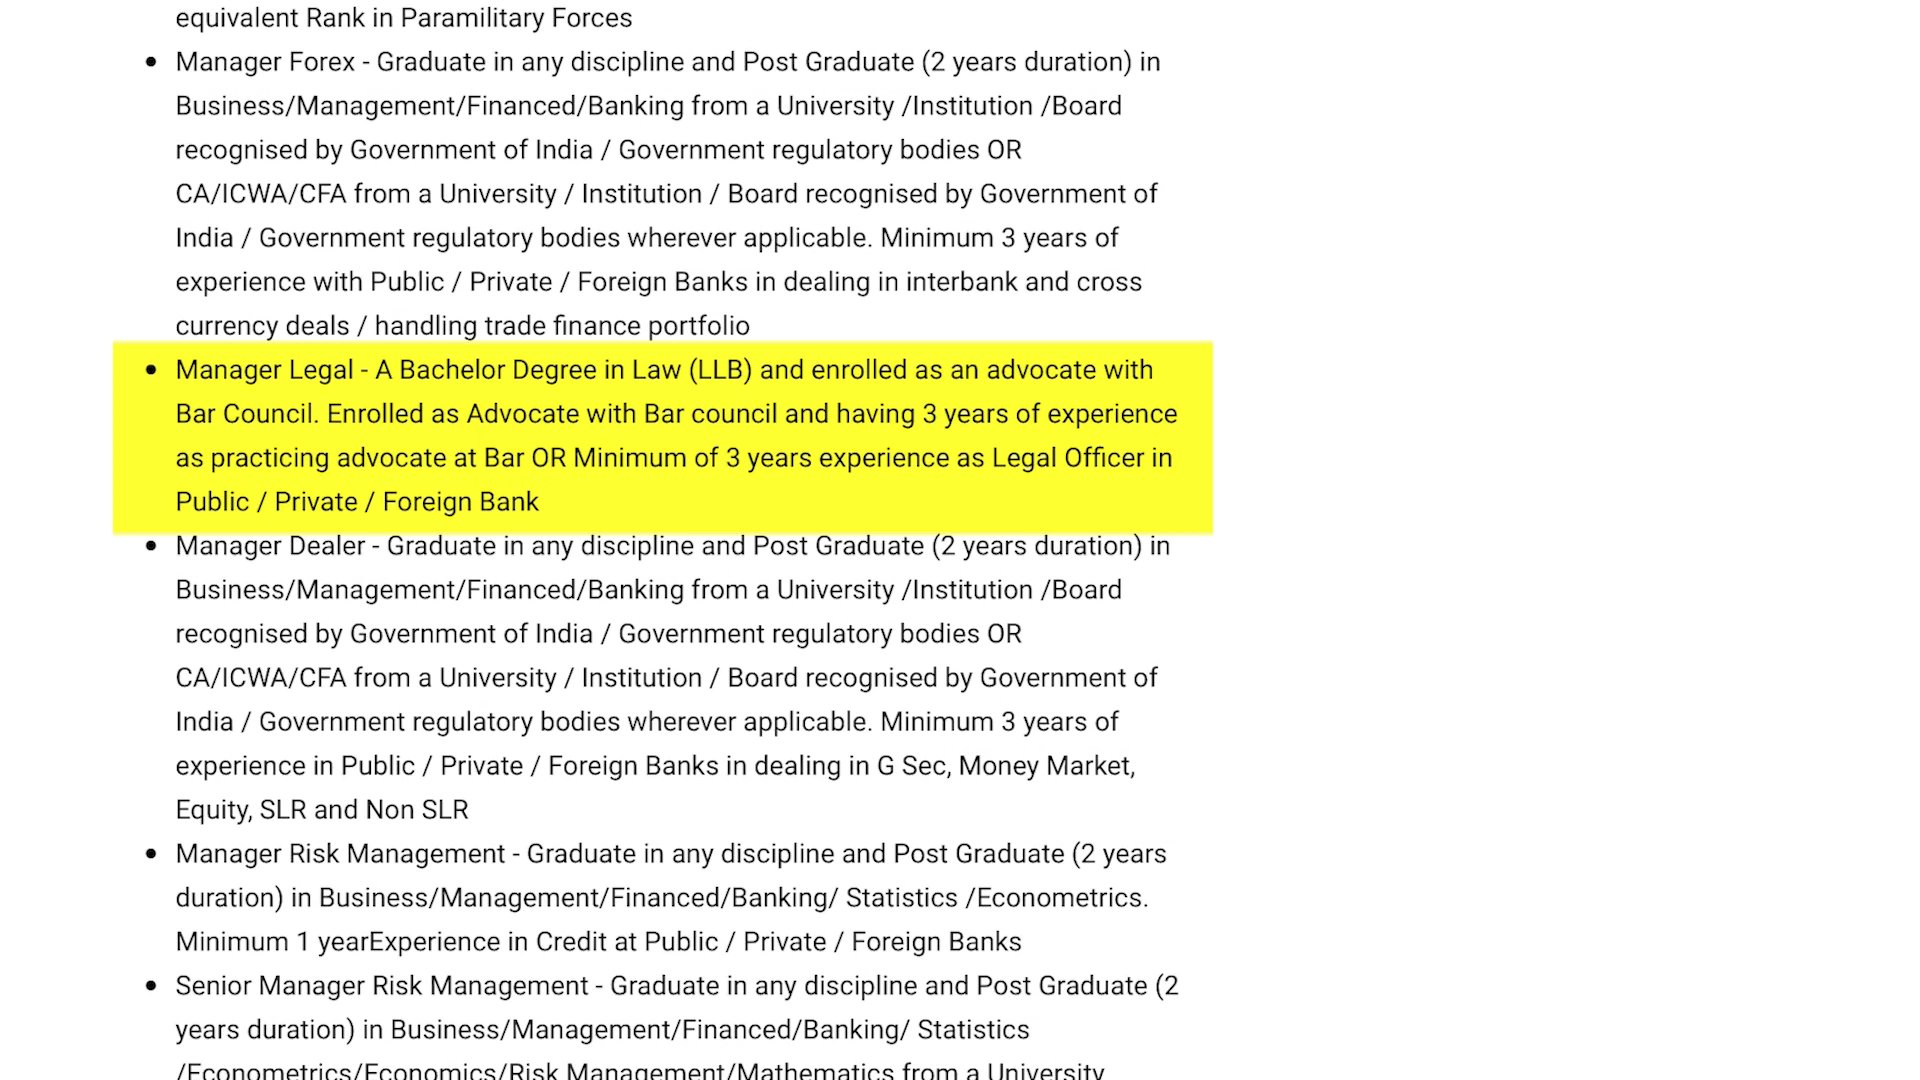 equivalent Rank in Paramilitary Forces
• Manager Forex - Graduate in any discipline and Post Graduate (2 years duration) in
Business/Management/Financed/Banking from a University /Institution /Board
recognised by Government of India / Government regulatory bodies OR
CA/ICWA/CFA from a University / Institution / Board recognised by Government of
India / Government regulatory bodies wherever applicable. Minimum 3 years of
experience with Public / Private / Foreign Banks in dealing in interbank and cross
currency deals / handling trade finance portfolio
• Manager Legal - A Bachelor Degree in Law (LLB) and enrolled as an advocate with
Bar Council. Enrolled as Advocate with Bar council and having 3 years of experience
as practicing advocate at Bar OR Minimum of 3 years experience as Legal Officer in
Public / Private / Foreign Bank
• Manager Dealer - Graduate in any discipline and Post Graduate (2 years duration) in
Business/Management/Financed/Banking from a University /Institution /Board
recognised by Government of India / Government regulatory bodies OR
CA/ICWA/CFA from a University / Institution / Board recognised by Government of
India / Government regulatory bodies wherever applicable. Minimum 3 years of
experience in Public / Private / Foreign Banks in dealing in G Sec, Money Market,
Equity, SLR and Non SLR
• Manager Risk Management - Graduate in any discipline and Post Graduate (2 years
duration) in Business/Management/Financed/Banking/ Statistics /Econometrics.
Minimum 1 yearExperience in Credit at Public / Private / Foreign Banks
• Senior Manager Risk Management - Graduate in any discipline and Post Graduate (2
years duration) in Business/Management/Financed/Banking/ Statistics
/Econometrics/Economics/Risk Management/Mathematics from a University